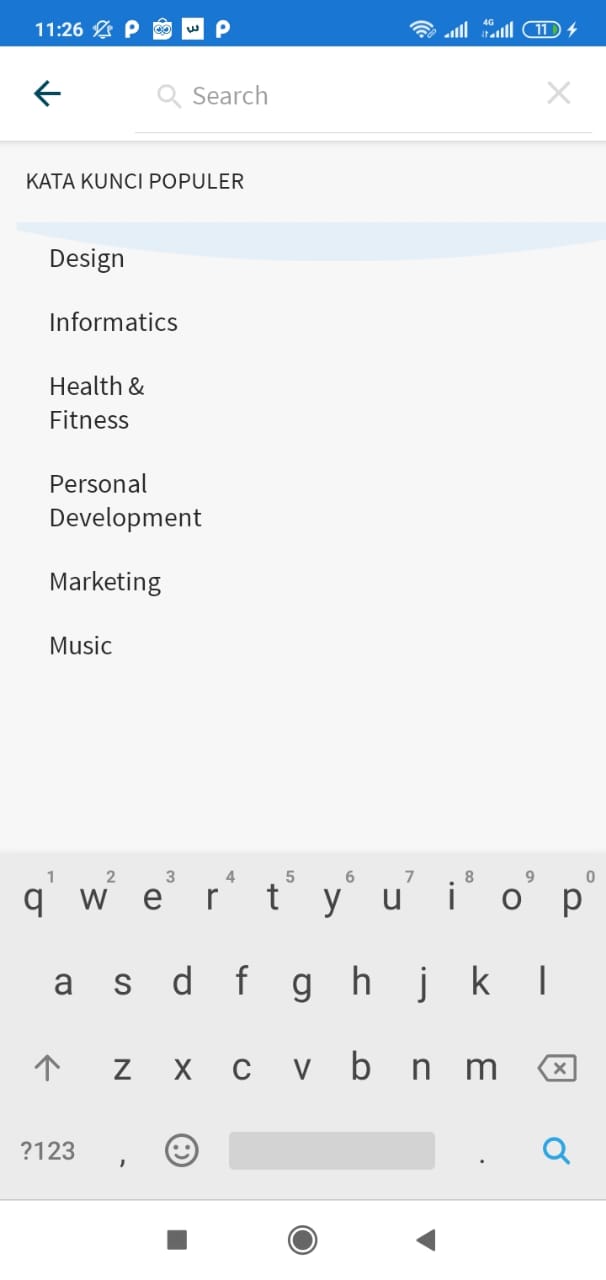 11:26 4G 11
Search
KATA KUNCI POPULER
Design
Informatics
Health &
Fitness
Personal
Development
Marketing
Music
1 2 3 4 5 6 7 8 9 0
q w e r t y u i o p
a s d f g h j k l
z x c v b n m
?123 , .